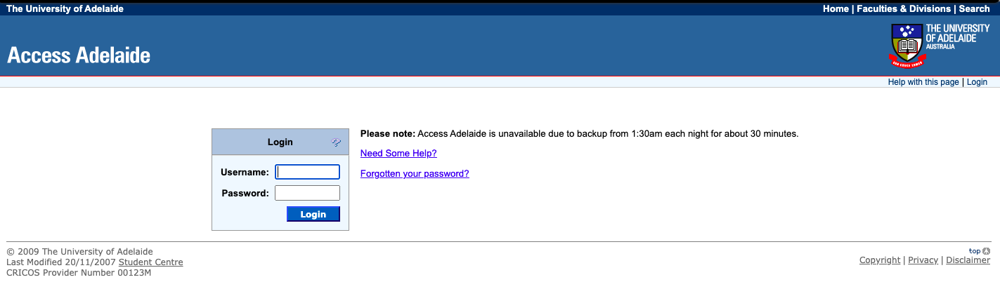 The University of Adelaide
Home | Faculties & Divisions | Search
Access Adelaide
THE UNIVERSITY
OF ADELAIDE
AUSTRALIA
Help with this page | Login
Login
Username:
Password:
Login
Please note: Access Adelaide is unavailable due to backup from 1:30am each night for about 30 minutes.
Need Some Help?
Forgotten your password?
© 2009 The University of Adelaide
Last Modified 20/11/2007 Student Centre
CRICOS Provider Number 00123M
top
Copyright | Privacy | Disclaimer